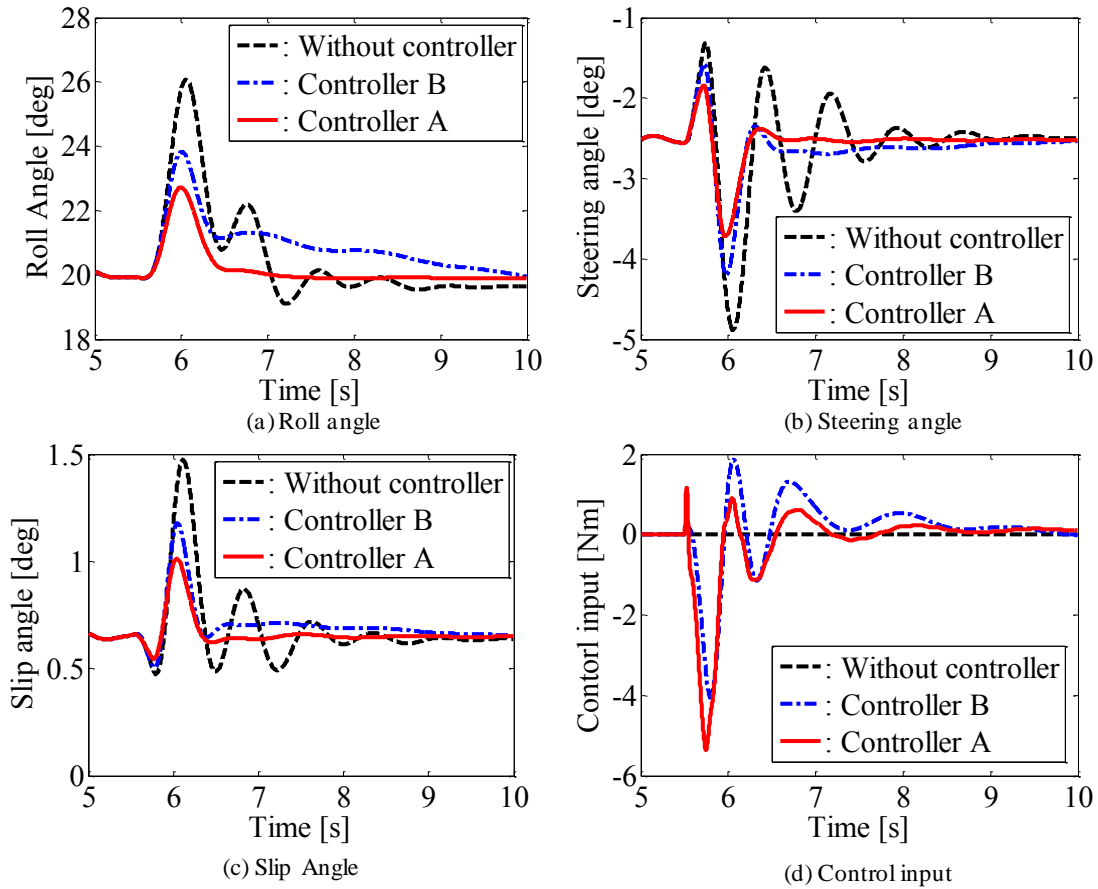 28
26
24
22
20
18
Roll Angle [deg]
: Without controller
: Controller B
: Controller A
5 6 7 8 9 10
Time [s]
(a) Roll angle
-1
-2
-3
-4
-5
Steering angle [deg]
: Without controller
: Controller B
: Controller A
5 6 7 8 9 10
Time [s]
(b) Steering angle
1.5
1
0.5
0
Slip angle [deg]
: Without controller
: Controller B
: Controller A
5 6 7 8 9 10
Time [s]
(c) Slip Angle
2
0
-2
-4
-6
Contorl input [Nm]
: Without controller
: Controller B
: Controller A
5 6 7 8 9 10
Time [s]
(d) Control input